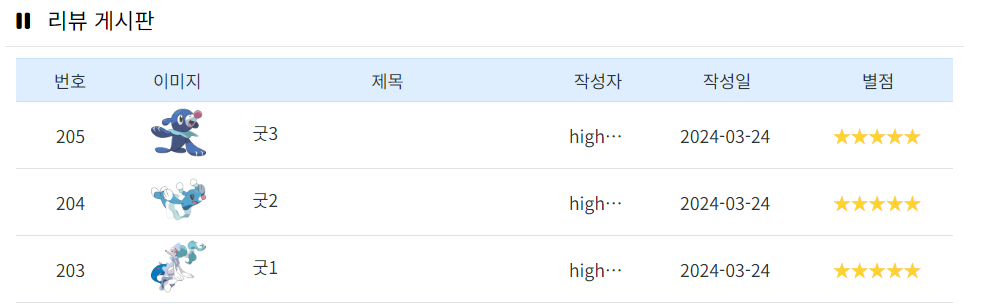 리뷰 게시판
번호 이미지 제목 작성자 작성일 별점
205 굿3 high… 2024-03-24 ★★★★★
204 굿2 high… 2024-03-24 ★★★★★
203 굿1 high… 2024-03-24 ★★★★★